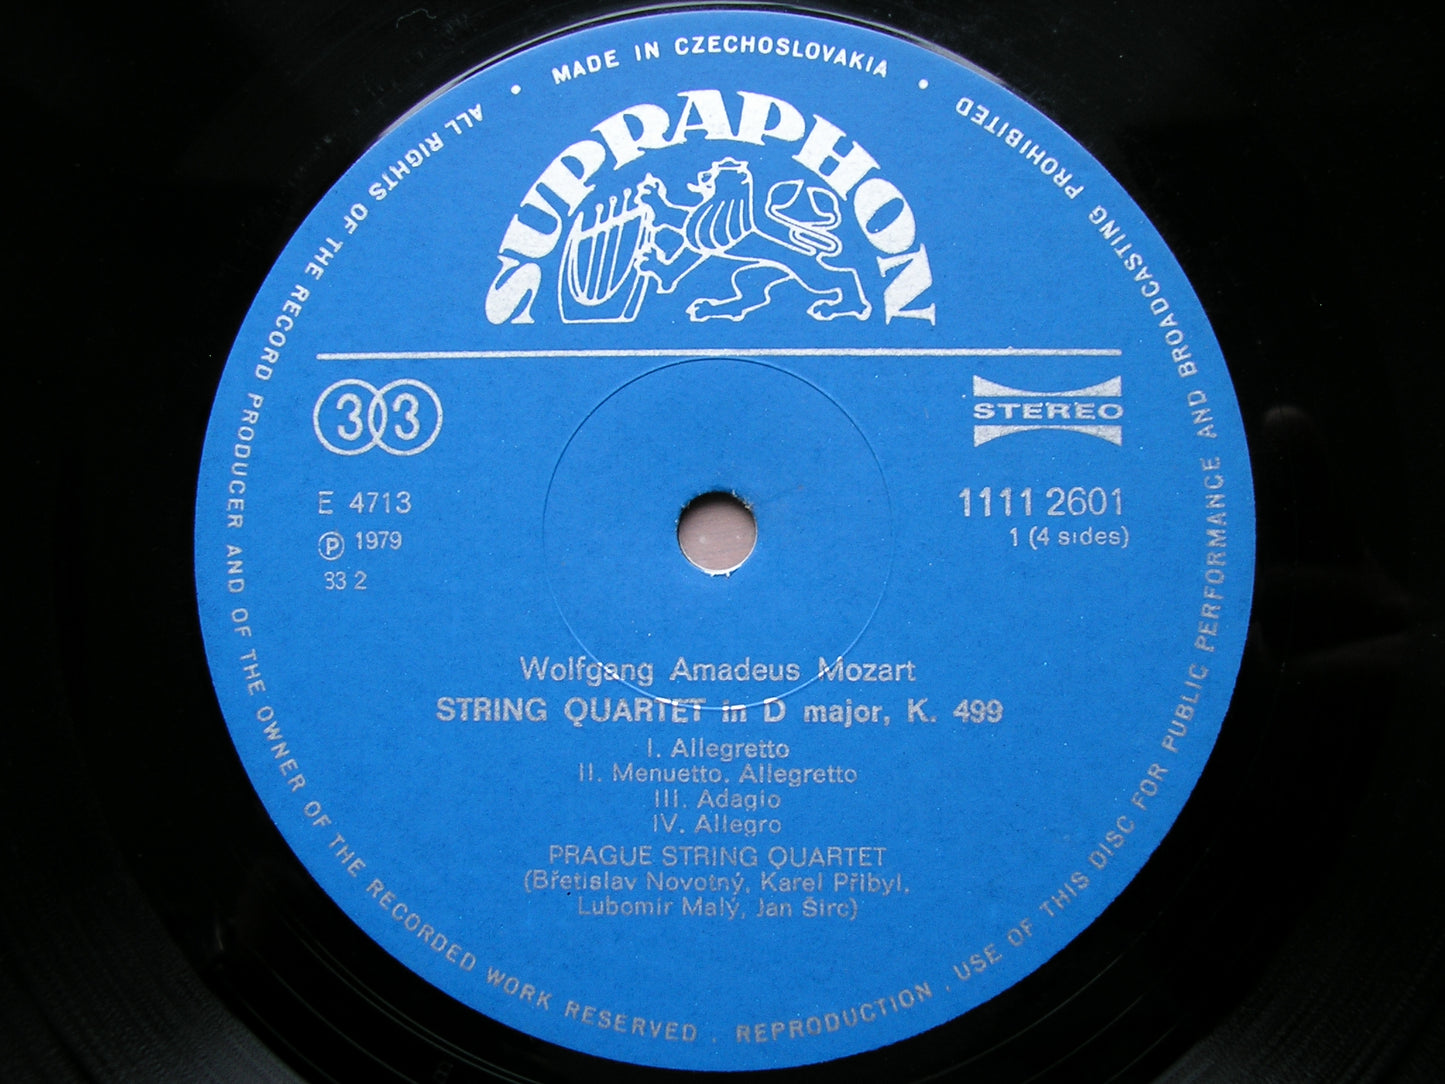 MADE IN CZECHOSLOVAKIA
SUPRAPHON
33
STEREO
E 4713
1111 2601
Ⓟ 1979
1 (4 sides)
33 2
Wolfgang Amadeus Mozart
STRING QUARTET in D major, K. 499
I. Allegretto
II. Menuetto. Allegretto
III. Adagio
IV. Allegro
PRAGUE STRING QUARTET
(Břetislav Novotný, Karel Přibyl,
Lubomír Malý, Jan Širc)
ALL RIGHTS OF THE RECORD PRODUCER AND OF THE OWNER OF THE RECORDED WORK RESERVED . REPRODUCTION . USE OF THIS DISC FOR PUBLIC PERFORMANCE AND BROADCASTING PROHIBITED